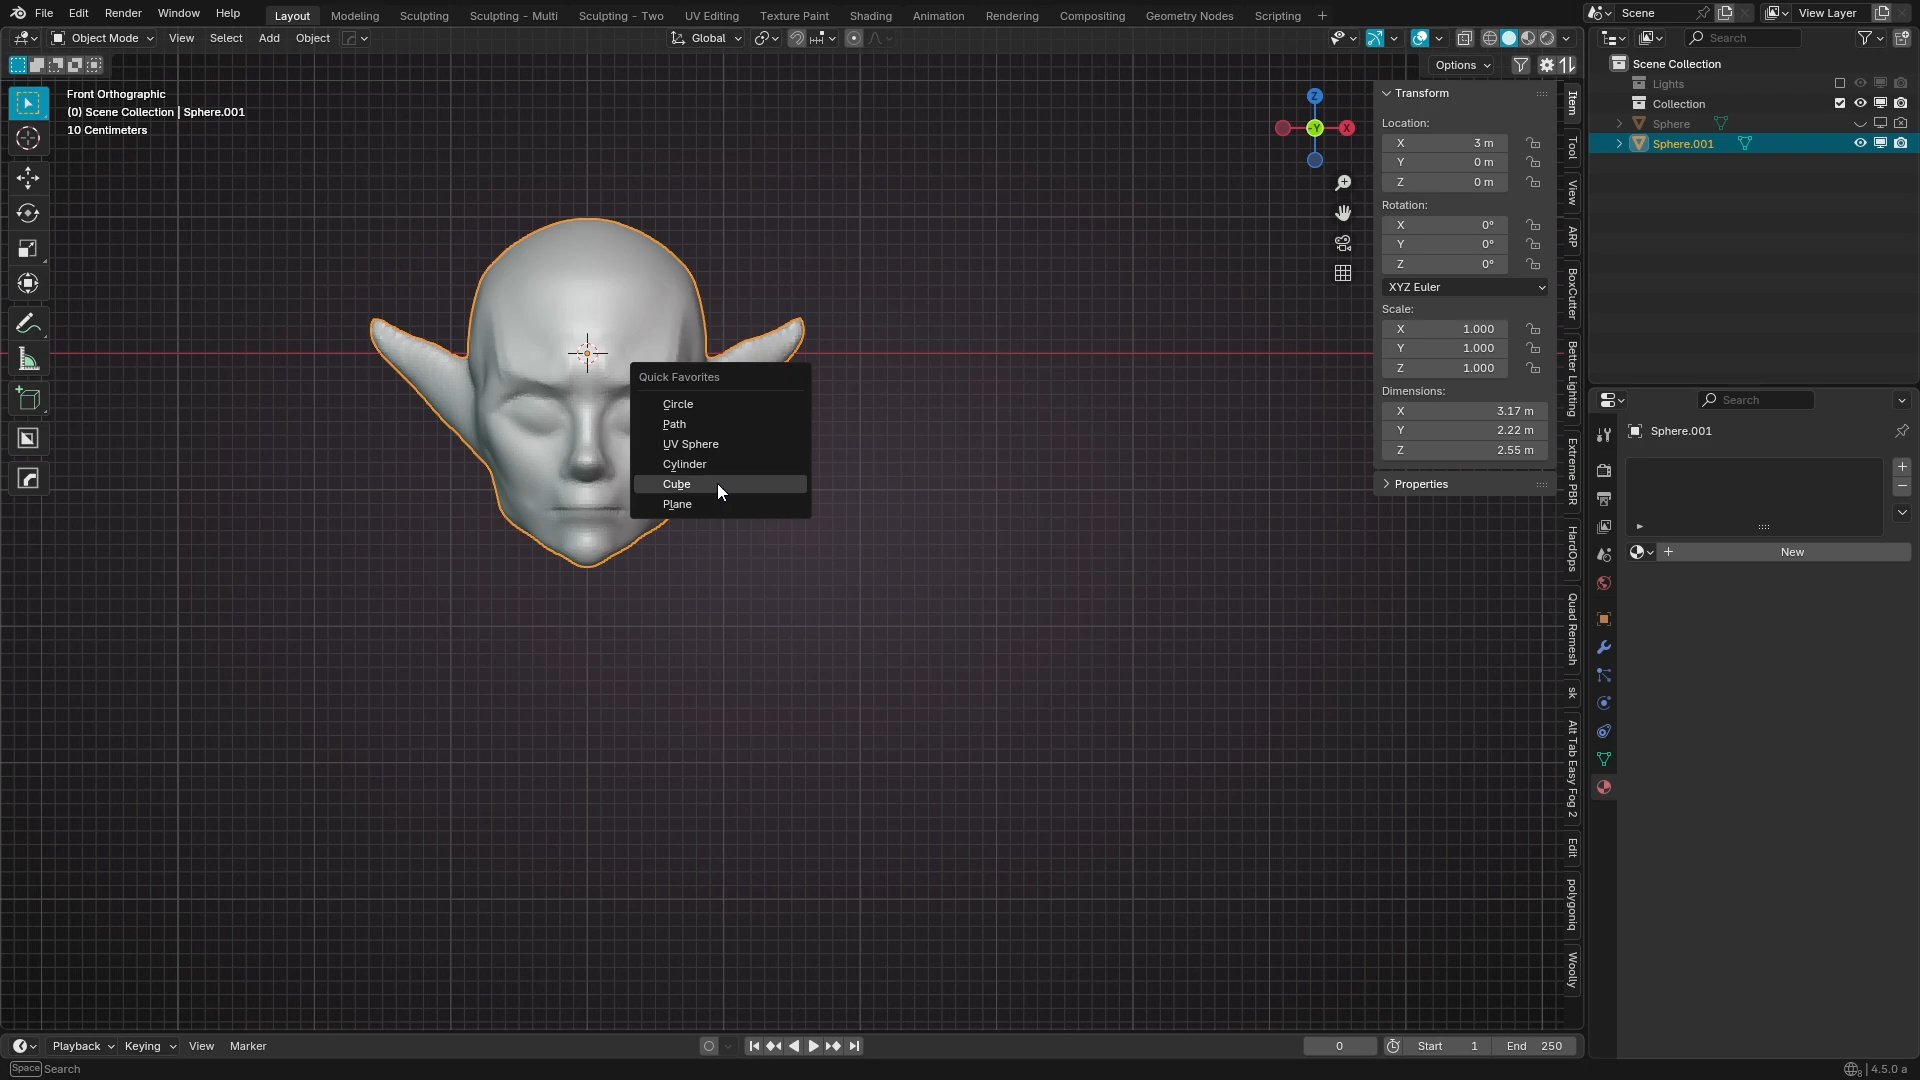 File Edit Render Window Help Layout Modeling Sculpting Sculpting - Multi Sculpting - Two UV Editing Texture Paint Shading Animation Rendering Compositing Geometry Nodes Scripting + Scene View Layer
Object Mode View Select Add Object Global Search
Options
Front Orthographic
(0) Scene Collection | Sphere.001
10 Centimeters
Z
-Y
X
Transform
Location:
X 3 m
Y 0 m
Z 0 m
Rotation:
X 0°
Y 0°
Z 0°
XYZ Euler
Scale:
X 1.000
Y 1.000
Z 1.000
Dimensions:
X 3.17 m
Y 2.22 m
Z 2.55 m
Properties
Item
Tool
View
ARP
BoxCutter
Better Lighting
Extreme PBR
HardOps
Quad Remesh
sk
Alt Tab Easy Fog 2
Edit
polygoniq
Woolly
Quick Favorites
Circle
Path
UV Sphere
Cylinder
Cube
Plane
Scene Collection
Lights
Collection
Sphere
Sphere.001
Search
Sphere.001
New
Playback Keying View Marker 0 Start 1 End 250
Space Search 4.5.0 a